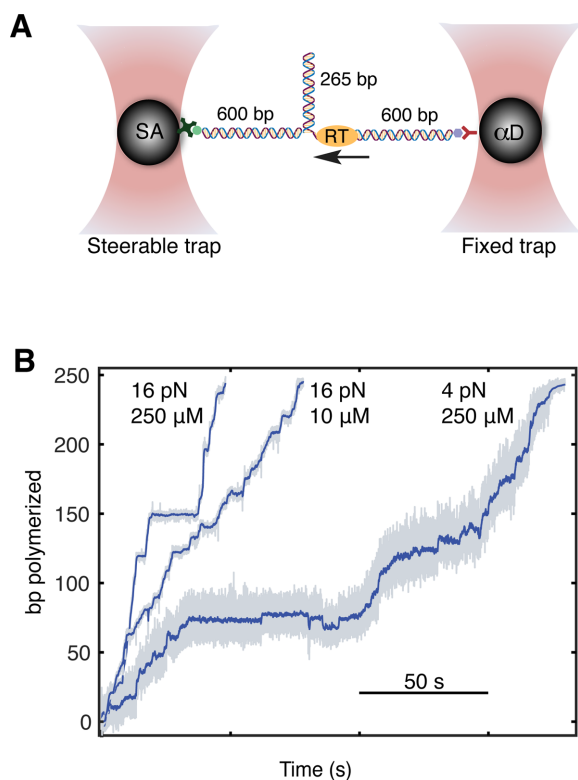 A
265 bp
600 bp
600 bp
SA
RT
αD
Steerable trap
Fixed trap
B
250
200
150
100
50
0
bp polymerized
16 pN
250 μM
16 pN
10 μM
4 pN
250 μM
50 s
Time (s)